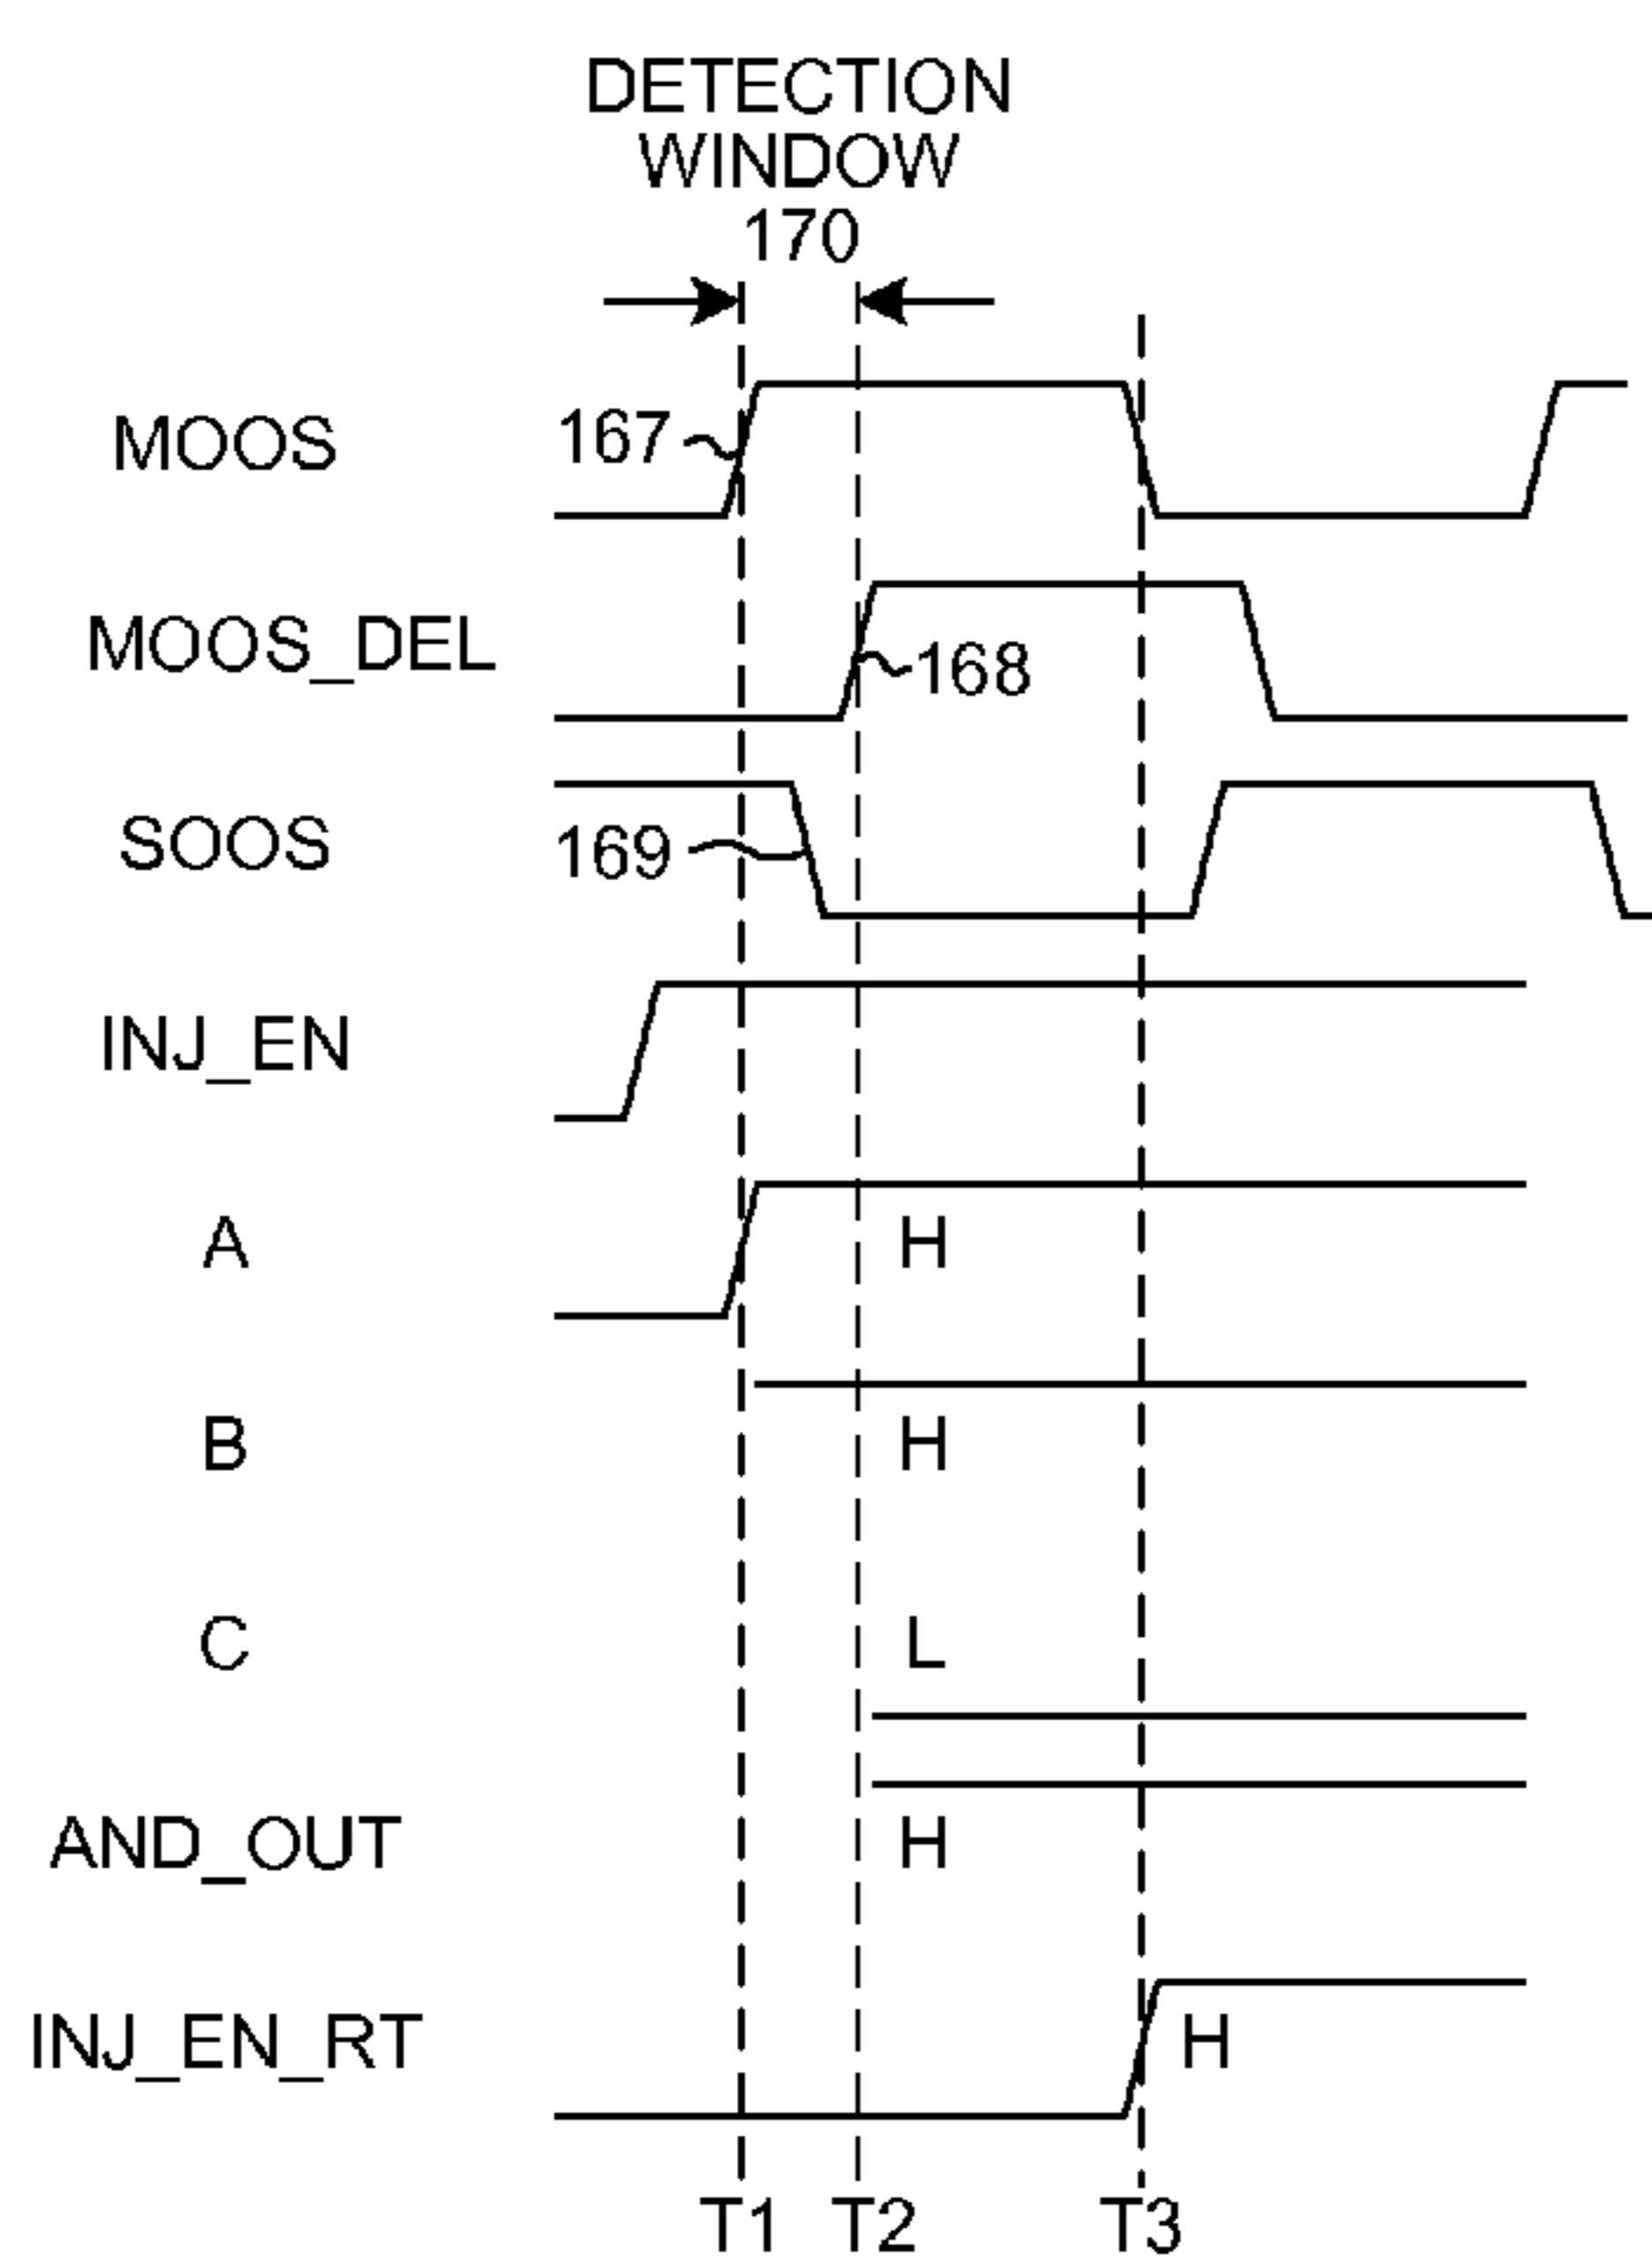 DETECTION
WINDOW
170
MOOS
167
MOOS_DEL
168
SOOS
169
INJ_EN
A
H
B
H
C
L
AND_OUT
H
INJ_EN_RT
H
T1 T2 T3